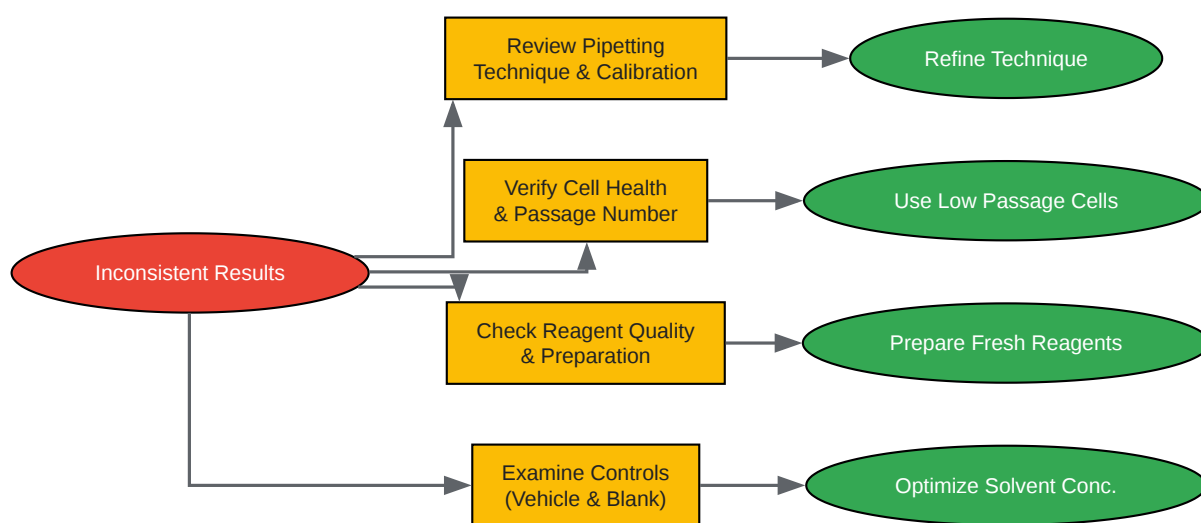 Review Pipetting
Technique & Calibration
Refine Technique
Verify Cell Health
& Passage Number
Use Low Passage Cells
Inconsistent Results
Check Reagent Quality
& Preparation
Prepare Fresh Reagents
Examine Controls
(Vehicle & Blank)
Optimize Solvent Conc.